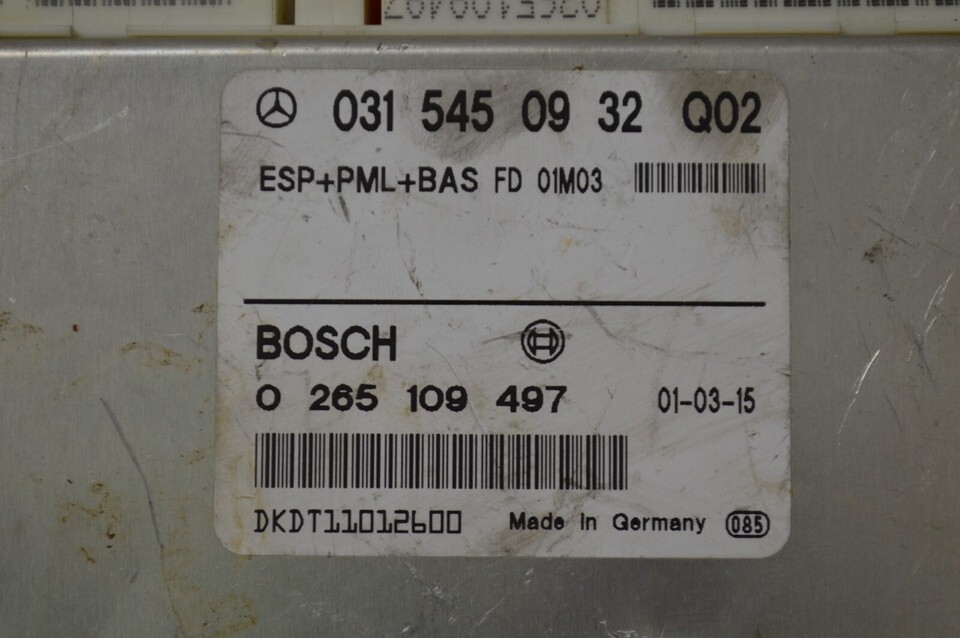 031 545 09 32 Q02
ESP+PML+BAS FD 01M03
BOSCH
0 265 109 497 01-03-15
DKDT11012600 Made in Germany 085